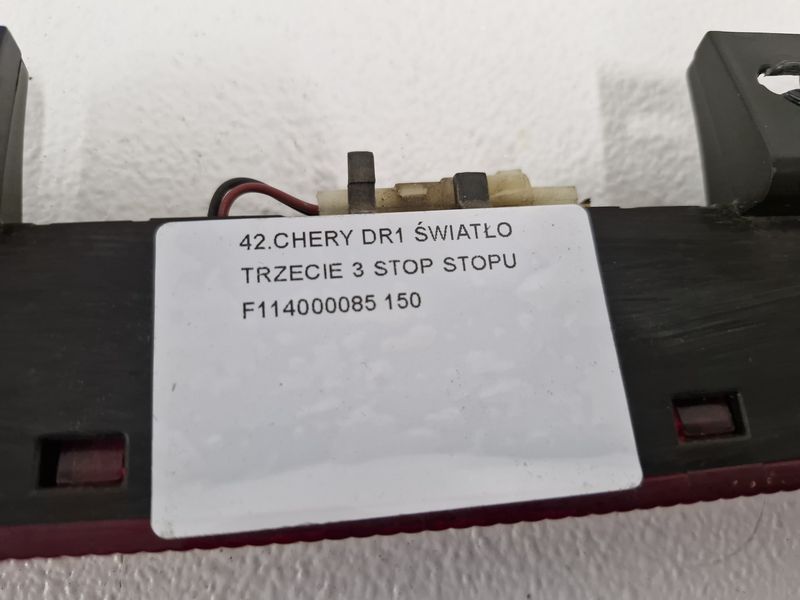 42.CHERY DR1 ŚWIATŁO
TRZECIE 3 STOP STOPU
F114000085 150